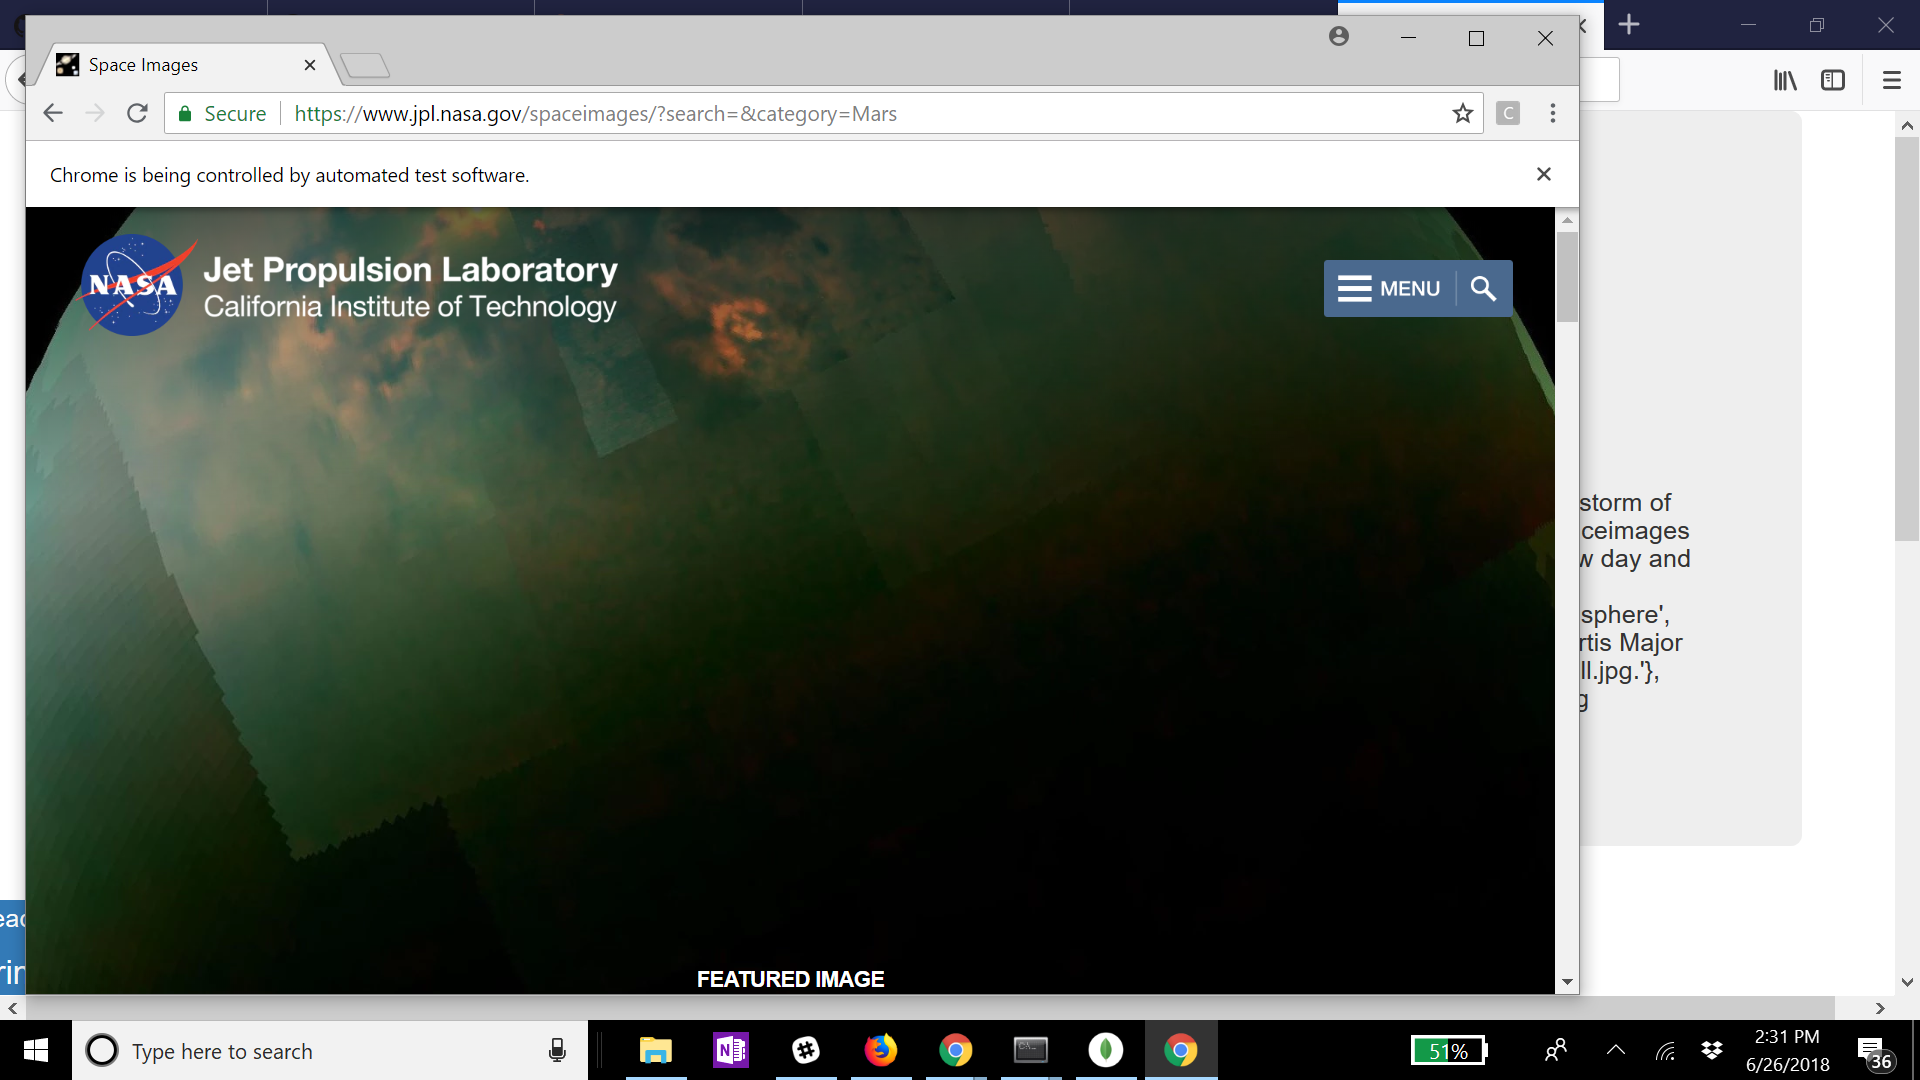 Space Images
Secure
https://www.jpl.nasa.gov/spaceimages/?search=&category=Mars
C
Chrome is being controlled by automated test software.
NASA
Jet Propulsion Laboratory
California Institute of Technology
MENU
storm of
ceimages
day and
sphere',
rtis Major
ll.jpg.'},
g
eac
rin
FEATURED IMAGE
Type here to search
N
51%
2:31 PM
6/26/2018
36